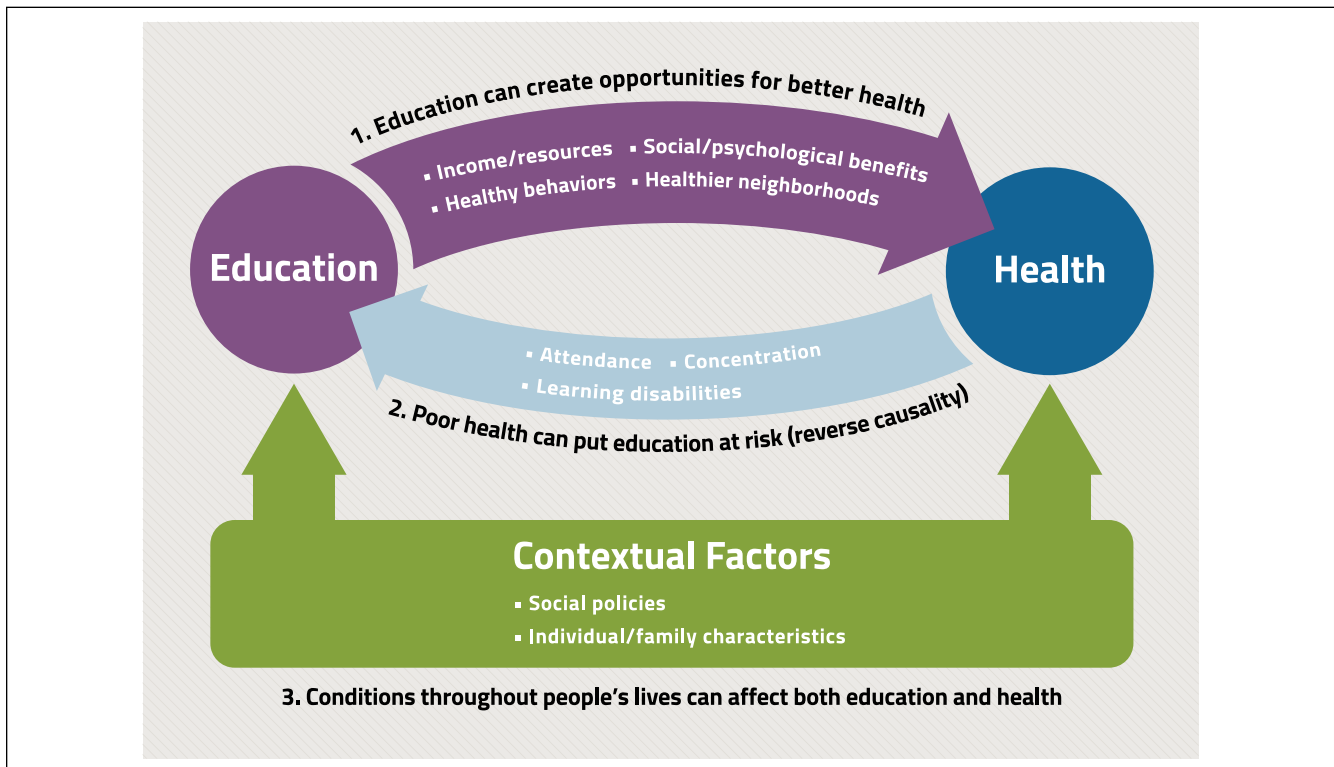 1. Education can create opportunities for better health
▪ Income/resources ▪ Social/psychological benefits
▪ Healthy behaviors ▪ Healthier neighborhoods
Education
Health
▪ Attendance ▪ Concentration
▪ Learning disabilities
2. Poor health can put education at risk (reverse causality)
Contextual Factors
▪ Social policies
▪ Individual/family characteristics
3. Conditions throughout people’s lives can affect both education and health